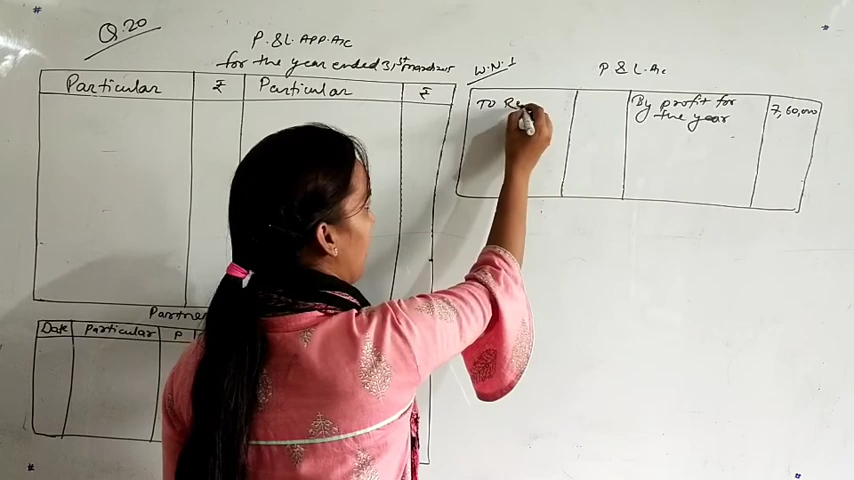 Q.20
P. & L. APP. A/c
for the year ended 31st march 2015
Particular ₹ Particular ₹
Partner
Date Particular P
W.N.1
P & L. A/c
To Re
By profit for
the year
7,60,000